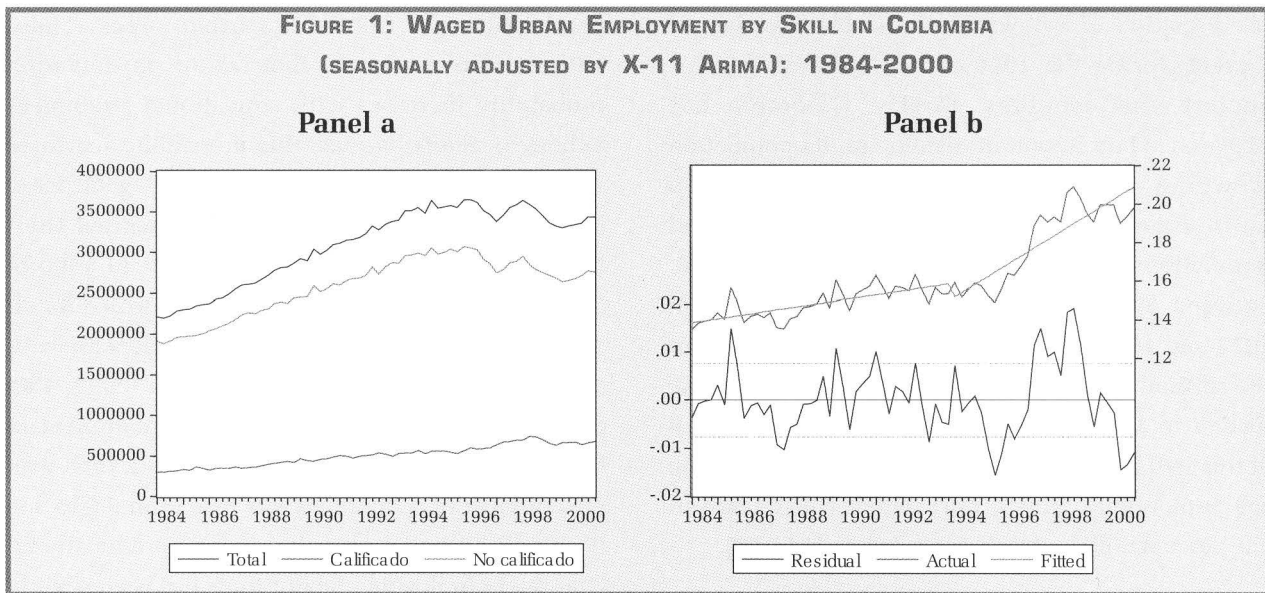 FIGURE 1: WAGED URBAN EMPLOYMENT BY SKILL IN COLOMBIA
(SEASONALLY ADJUSTED BY X-11 ARIMA): 1984-2000
Panel a
4000000
3500000
3000000
2500000
2000000
1500000
1000000
500000
0
1984 1986 1988 1990 1992 1994 1996 1998 2000
Total Calificado No calificado
Panel b
.22
.20
.18
.16
.14
.12
.02
.01
.00
-.01
-.02
1984 1986 1988 1990 1992 1994 1996 1998 2000
Residual Actual Fitted